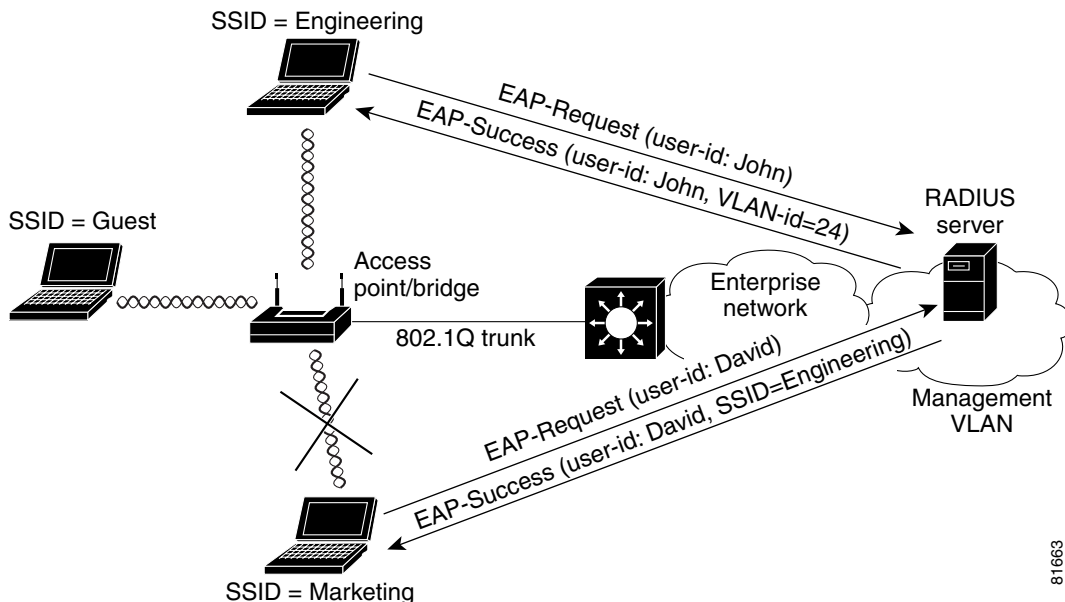 SSID = Engineering
EAP-Request (user-id: John)
EAP-Success (user-id: John, VLAN-id=24)
SSID = Guest
RADIUS
server
Access
point/bridge
802.1Q trunk
Enterprise
network
EAP-Request (user-id: David)
EAP-Success (user-id: David, SSID=Engineering)
Management
VLAN
SSID = Marketing
81663